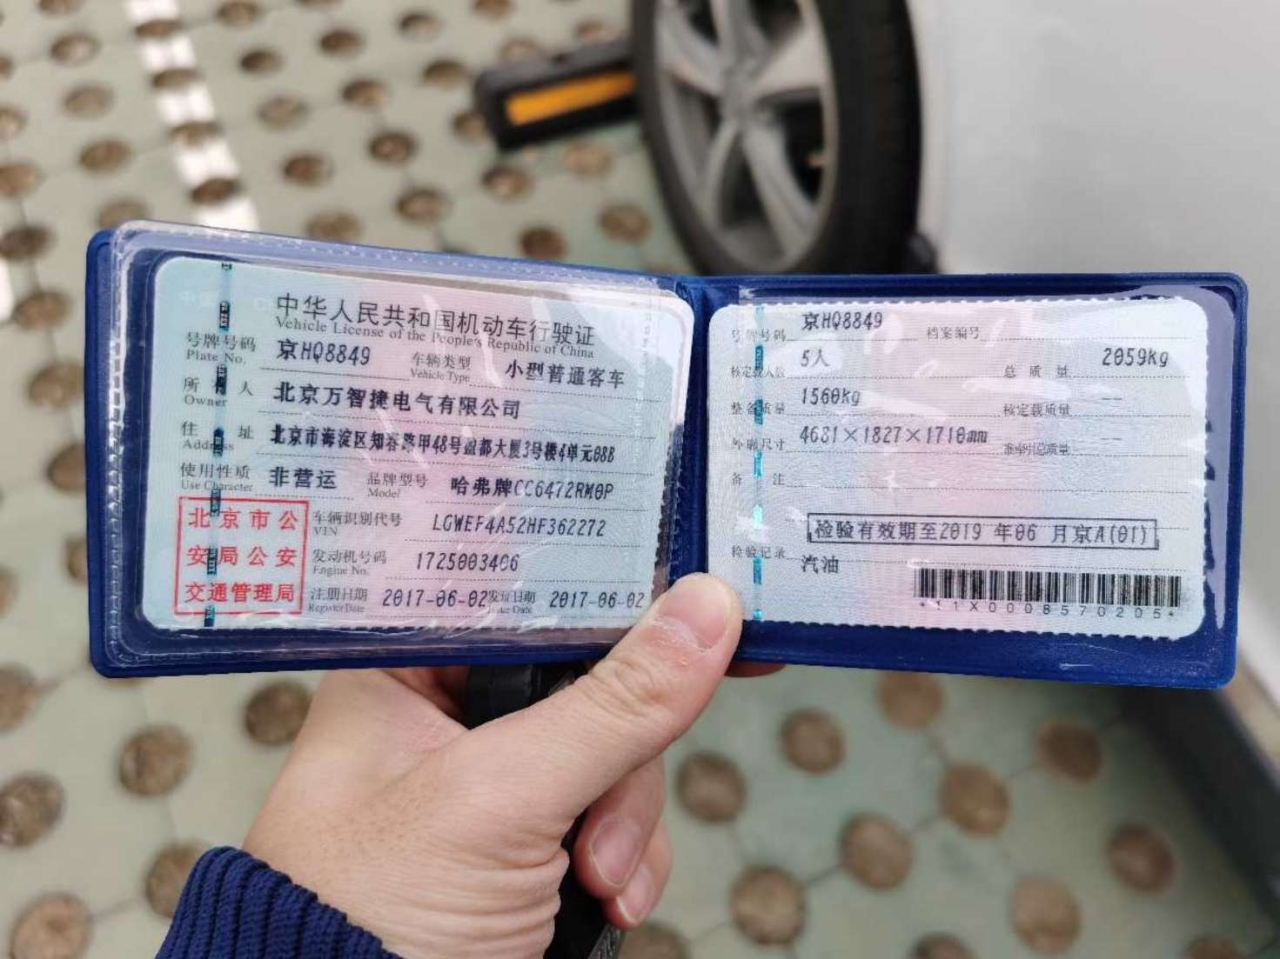 中华人民共和国机动车行驶证
Vehicle License of the People's Republic of China
号牌号码 京HQ8849 车辆类型 小型普通客车
Plate No. Vehicle Type
所有人 北京万智捷电气有限公司
Owner
住址 北京市海淀区知春路甲48号盈都大厦3号楼4单元08B
Address
使用性质 非营运 品牌型号 哈弗牌CC6472RM0P
Use Character Model
北京市公
安局公安
交通管理局
车辆识别代号 LGWEF4A52HF362272
VIN
发动机号码 1725003406
Engine No.
注册日期 2017-06-02 发证日期 2017-06-02
Register Date Issue Date
号牌号码 京HQ8849 档案编号
核定载人数 5人 总质量 2059kg
整备质量 1560kg 核定载质量 --
外廓尺寸 4681×1827×1710mm 准牵引总质量 --
备注
检验有效期至2019年06月京A(01)
检验记录 汽油
*11X0008570205*